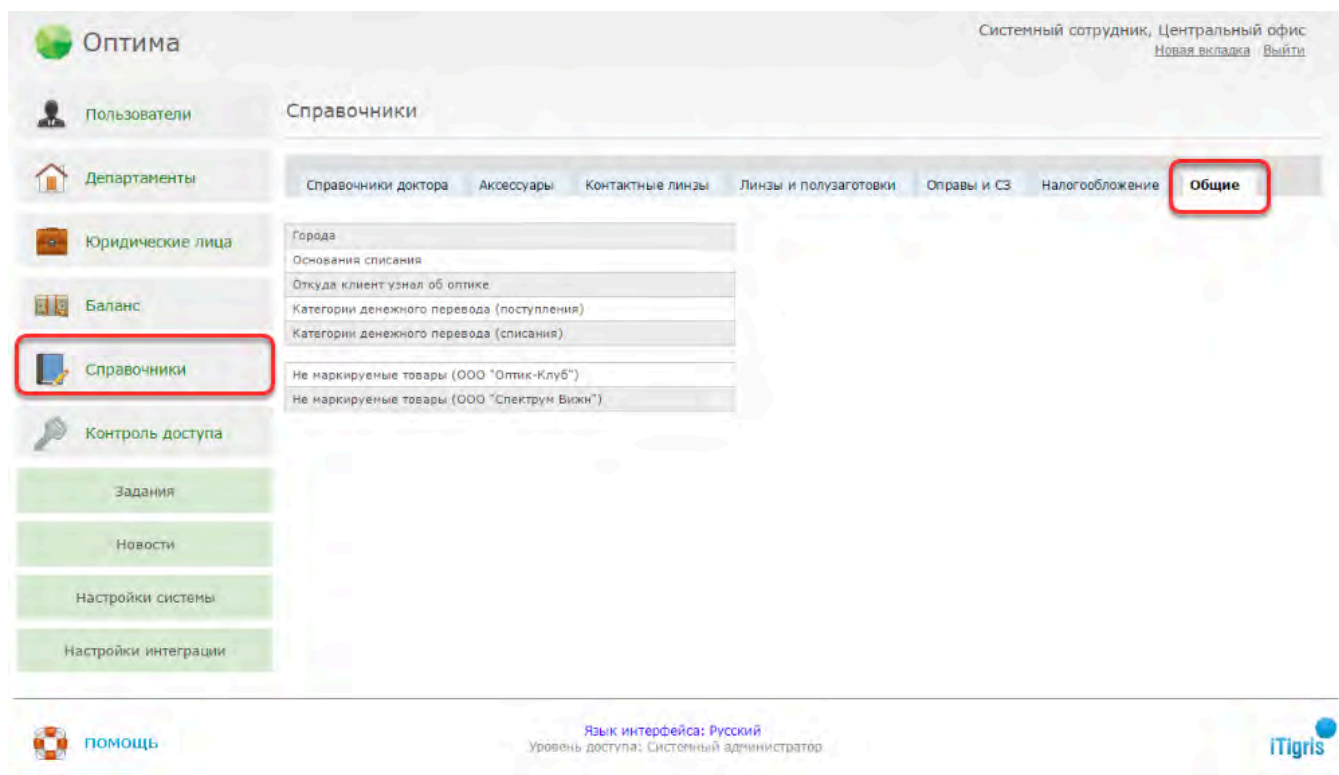 Оптима
Системный сотрудник, Центральный офис
Новая вкладка Выйти
Пользователи
Справочники
Департаменты
Справочники доктора Аксессуары Контактные линзы Линзы и полузаготовки Оправы и СЗ Налогообложение Общие
Юридические лица
Города
Основания списания
Откуда клиент узнал об оптике
Баланс
Категории денежного перевода (поступления)
Категории денежного перевода (списания)
Справочники
Не маркируемые товары (ООО "Оптик-Клуб")
Не маркируемые товары (ООО "Спектрум Вижн")
Контроль доступа
Задания
Новости
Настройки системы
Настройки интеграции
ПОМОЩЬ
Язык интерфейса: Русский
Уровень доступа: Системный администратор
iTigris